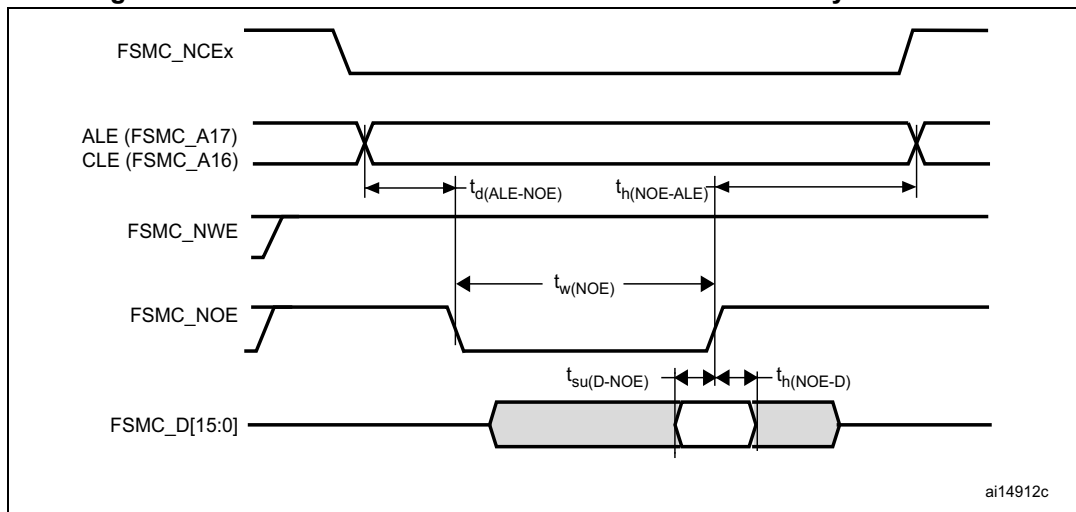 FSMC_NCEx
ALE (FSMC_A17)
CLE (FSMC_A16)
td(ALE-NOE)
th(NOE-ALE)
FSMC_NWE
tw(NOE)
FSMC_NOE
tsu(D-NOE)
th(NOE-D)
FSMC_D[15:0]
ai14912c